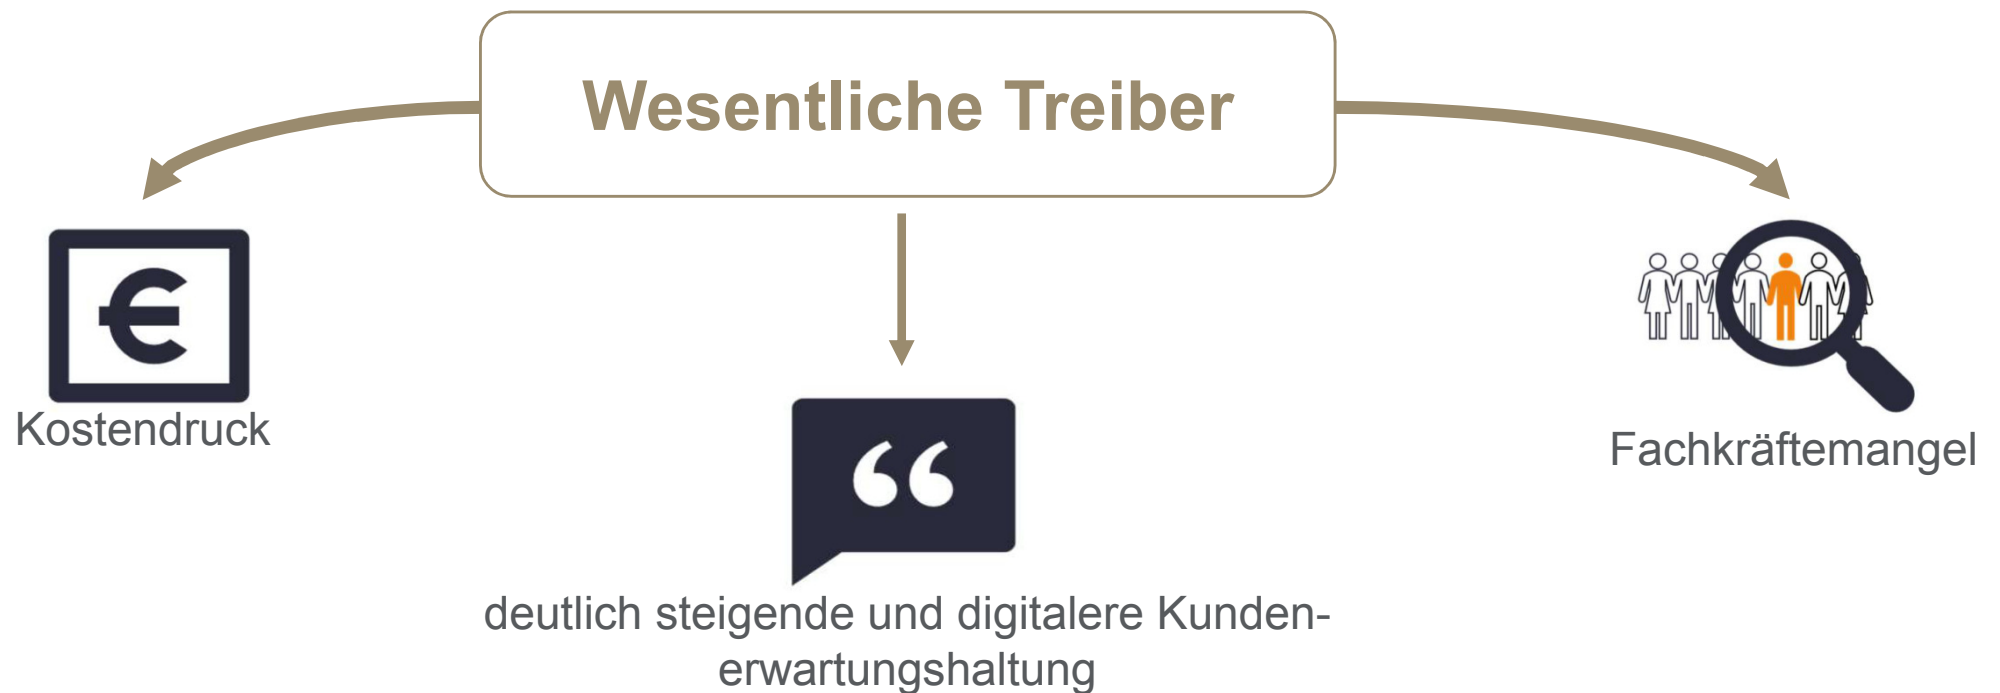 Wesentliche Treiber
€
Kostendruck
“
deutlich steigende und digitalere Kunden-
erwartungshaltung
Fachkräftemangel